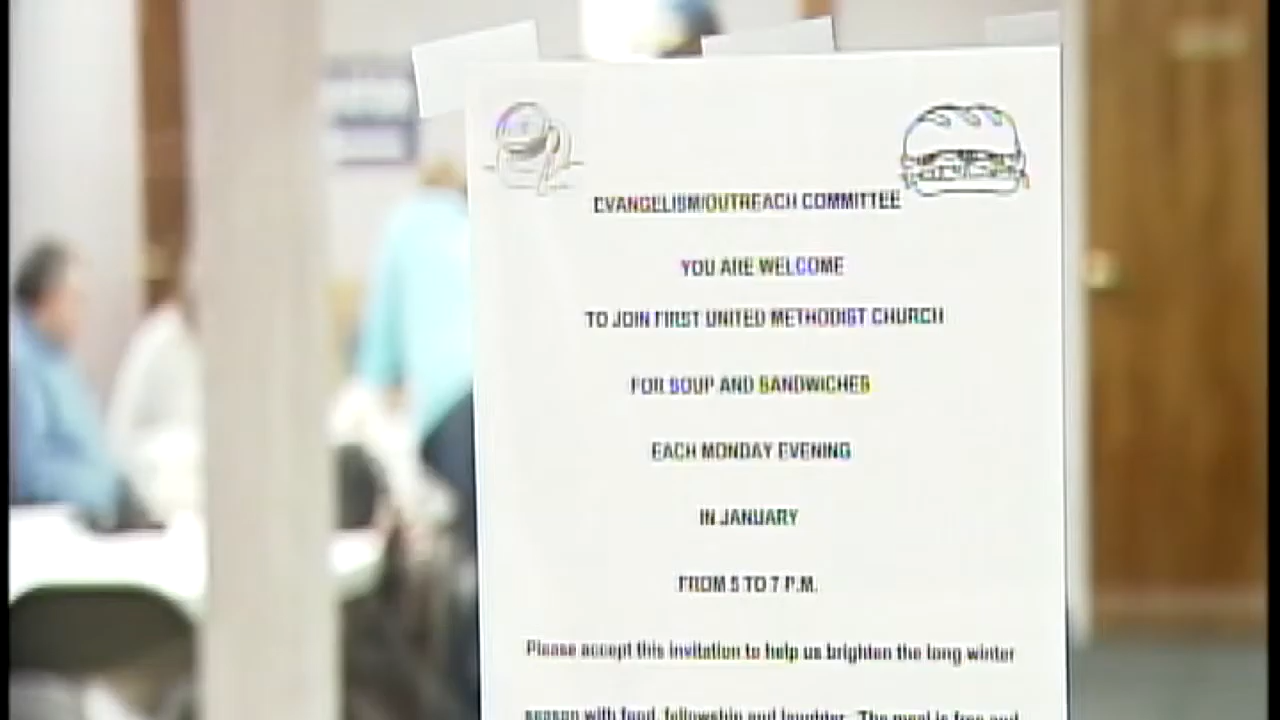 EVANGELISM/OUTREACH COMMITTEE
YOU ARE WELCOME
TO JOIN FIRST UNITED METHODIST CHURCH
FOR SOUP AND SANDWICHES
EACH MONDAY EVENING
IN JANUARY
FROM 5 TO 7 P.M.
Please accept this invitation to help us brighten the long winter
season with food, fellowship and laughter. The meal is free and